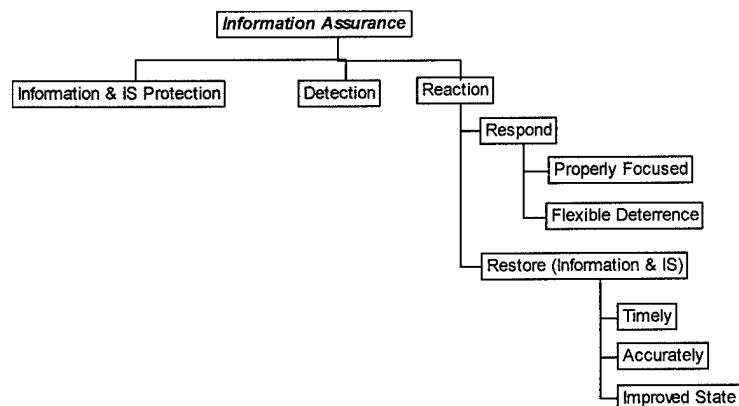 Information Assurance
Information & IS Protection
Detection
Reaction
Respond
Properly Focused
Flexible Deterrence
Restore (Information & IS)
Timely
Accurately
Improved State